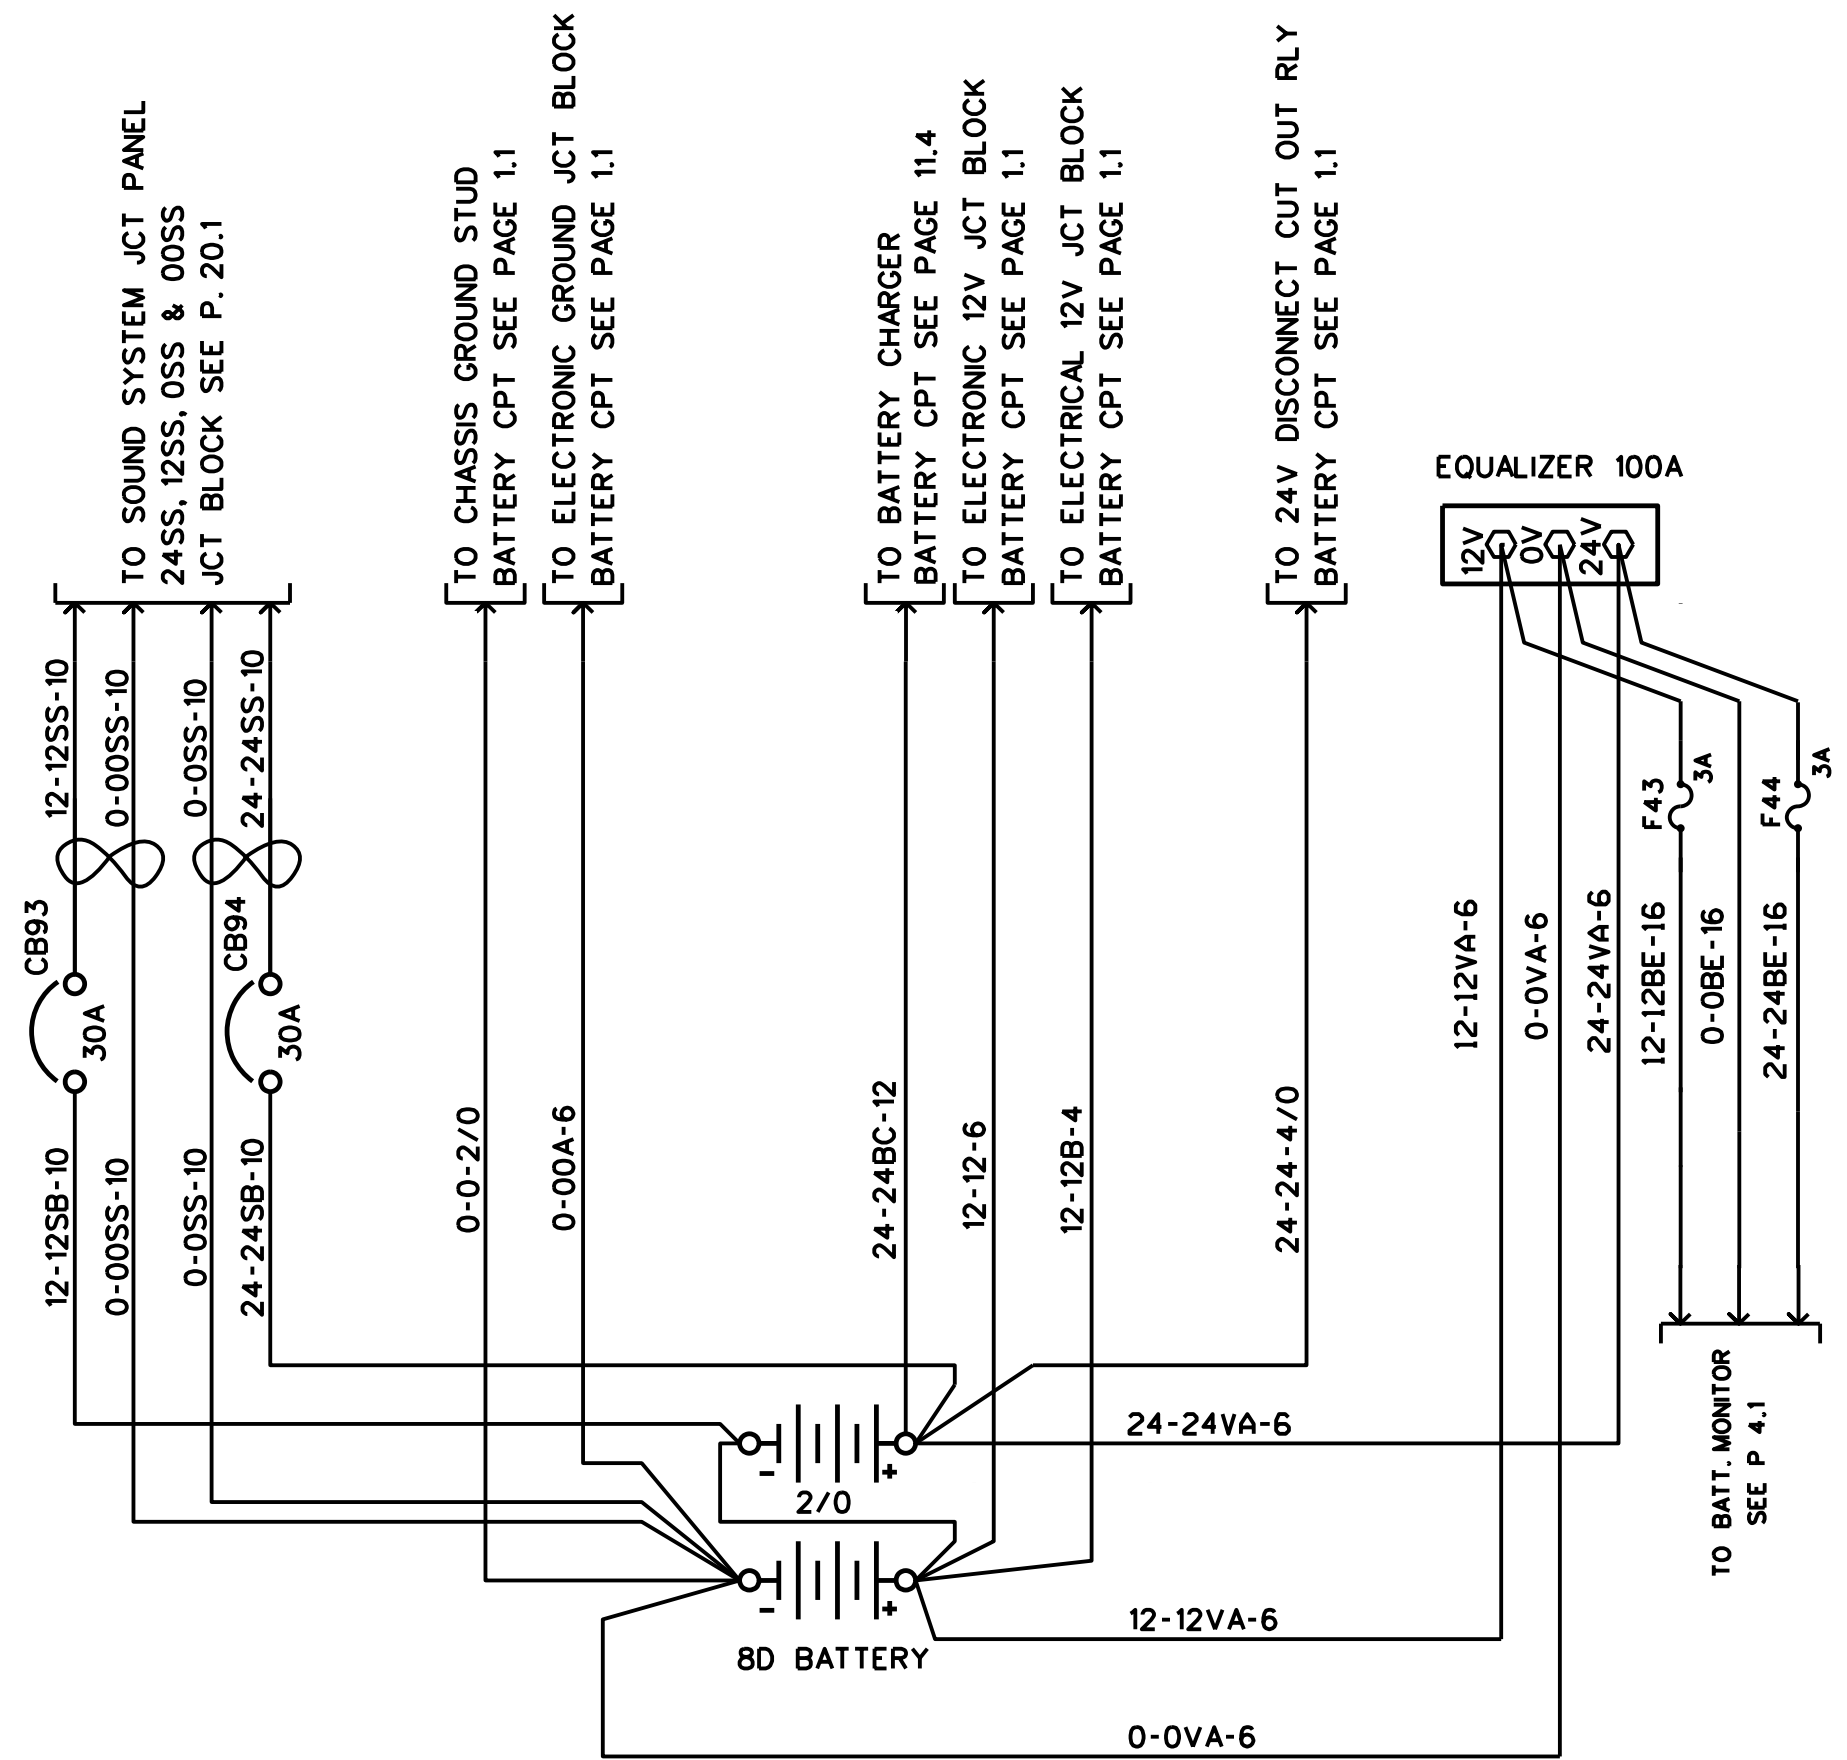 TO SOUND SYSTEM JCT PANEL
24SS, 12SS, 0SS & 00SS
JCT BLOCK SEE P. 20.1
TO CHASSIS GROUND STUD
BATTERY CPT SEE PAGE 1.1
TO ELECTRONIC GROUND JCT BLOCK
BATTERY CPT SEE PAGE 1.1
TO BATTERY CHARGER
BATTERY CPT SEE PAGE 11.4
TO ELECTRONIC 12V JCT BLOCK
BATTERY CPT SEE PAGE 1.1
TO ELECTRICAL 12V JCT BLOCK
BATTERY CPT SEE PAGE 1.1
TO 24V DISCONNECT CUT OUT RLY
BATTERY CPT SEE PAGE 1.1
EQUALIZER 100A
12V
0V
24V
12-12SS-10
0-00SS-10
0-0SS-10
24-24SS-10
F43
3A
F44
3A
CB93
30A
CB94
30A
12-12VA-6
0-0VA-6
24-24VA-6
12-12BE-16
0-0BE-16
24-24BE-16
12-12SB-10
0-00SS-10
0-0SS-10
24-24SB-10
0-0-2/0
0-00A-6
24-24BC-12
12-12-6
12-12B-4
24-24-4/0
TO BATT. MONITOR
SEE P 4.1
24-24VA-6
-
+
2/0
-
+
12-12VA-6
8D BATTERY
0-0VA-6